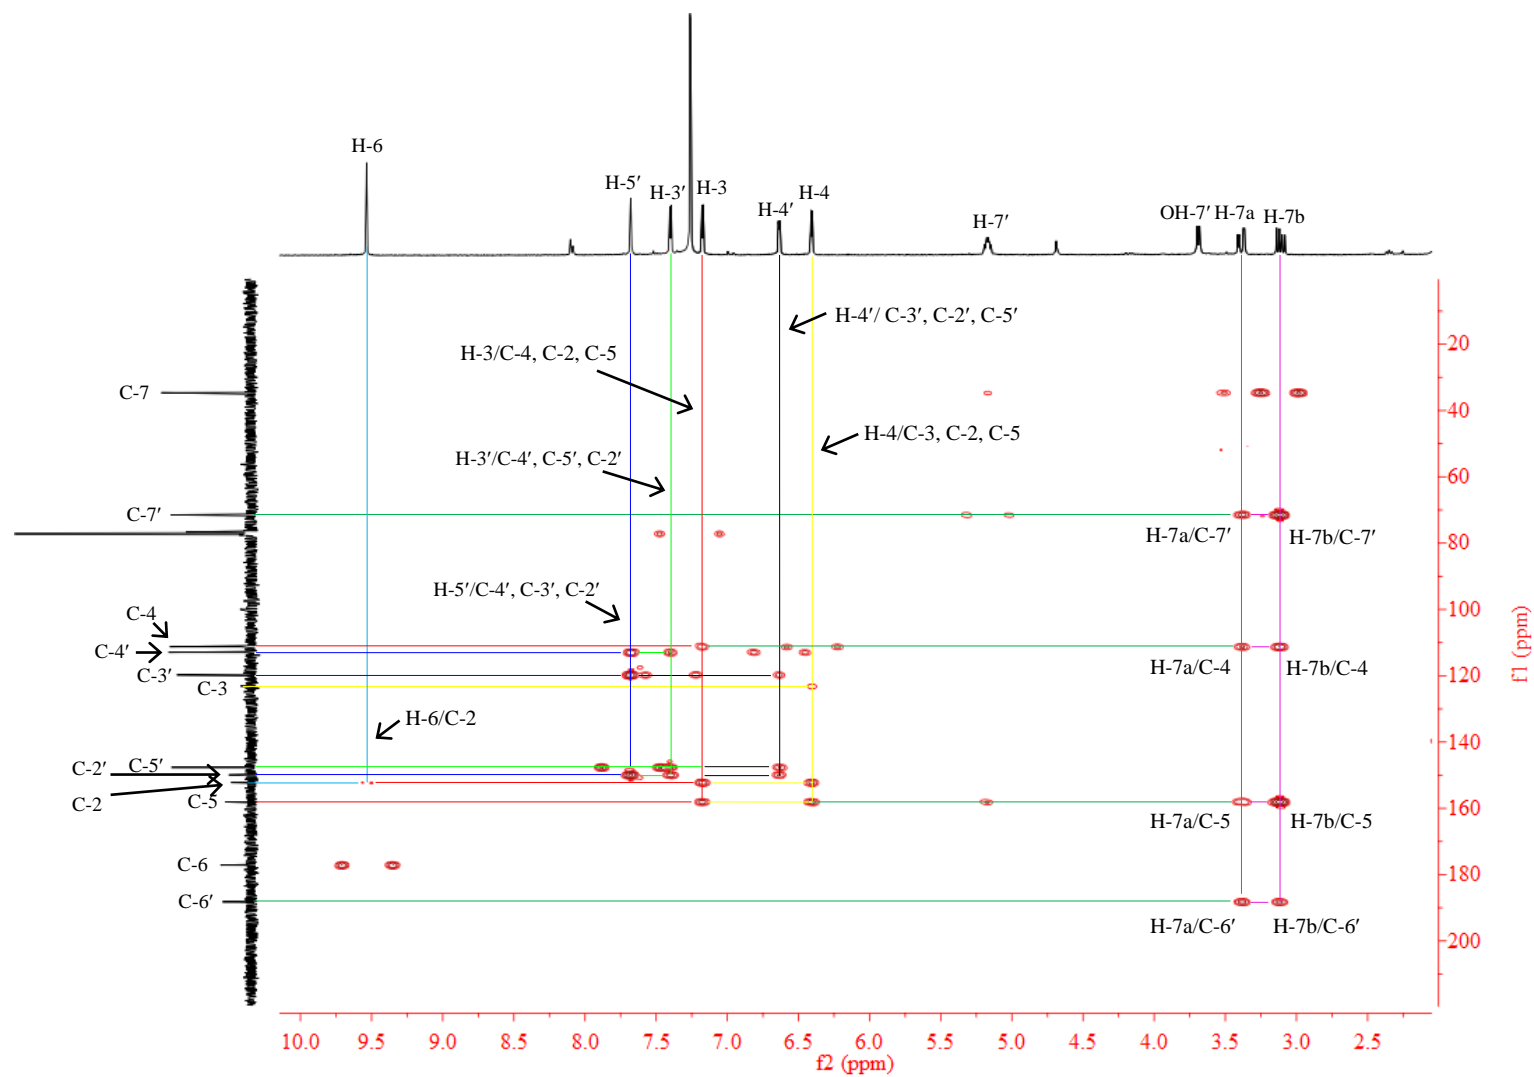 H-6
H-5′
H-3′
H-3
H-4′
H-4
H-7′
OH-7′
H-7a
H-7b
H-4′/ C-3′, C-2′, C-5′
H-3/C-4, C-2, C-5
H-4/C-3, C-2, C-5
H-3′/C-4′, C-5′, C-2′
H-5′/C-4′, C-3′, C-2′
H-6/C-2
C-7
C-7′
C-4
C-4′
C-3′
C-3
C-5′
C-2′
C-2
C-5
C-6
C-6′
H-7a/C-7′
H-7b/C-7′
H-7a/C-4
H-7b/C-4
H-7a/C-5
H-7b/C-5
H-7a/C-6′
H-7b/C-6′
20
40
60
80
100
120
140
160
180
200
f1 (ppm)
10.0 9.5 9.0 8.5 8.0 7.5 7.0 6.5 6.0 5.5 5.0 4.5 4.0 3.5 3.0 2.5
f2 (ppm)